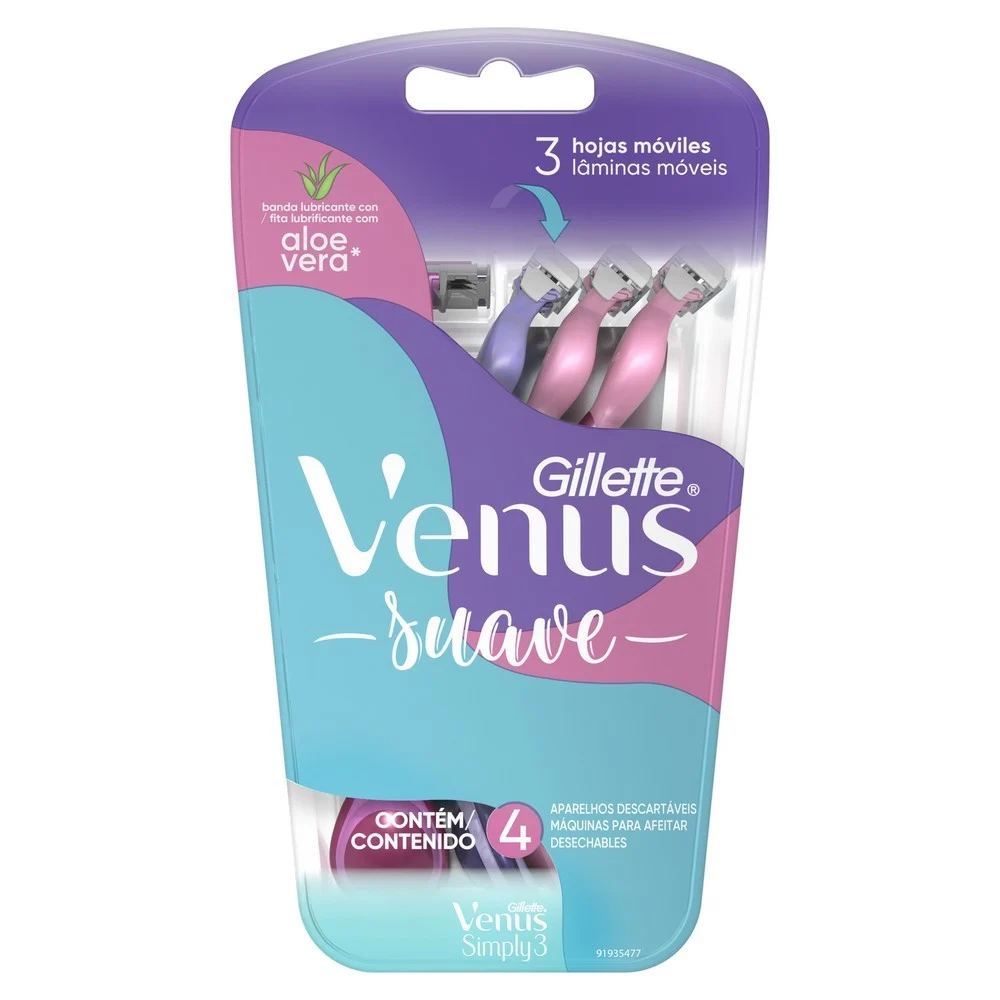 3 hojas móviles
lâminas móveis
banda lubricante con
/ fita lubrificante com
aloe
vera*
Gillette®
Venus
suave
CONTÉM/
CONTENIDO
4
APARELHOS DESCARTÁVEIS
MÁQUINAS PARA AFEITAR
DESECHABLES
Gillette®
Venus
Simply3
91935477